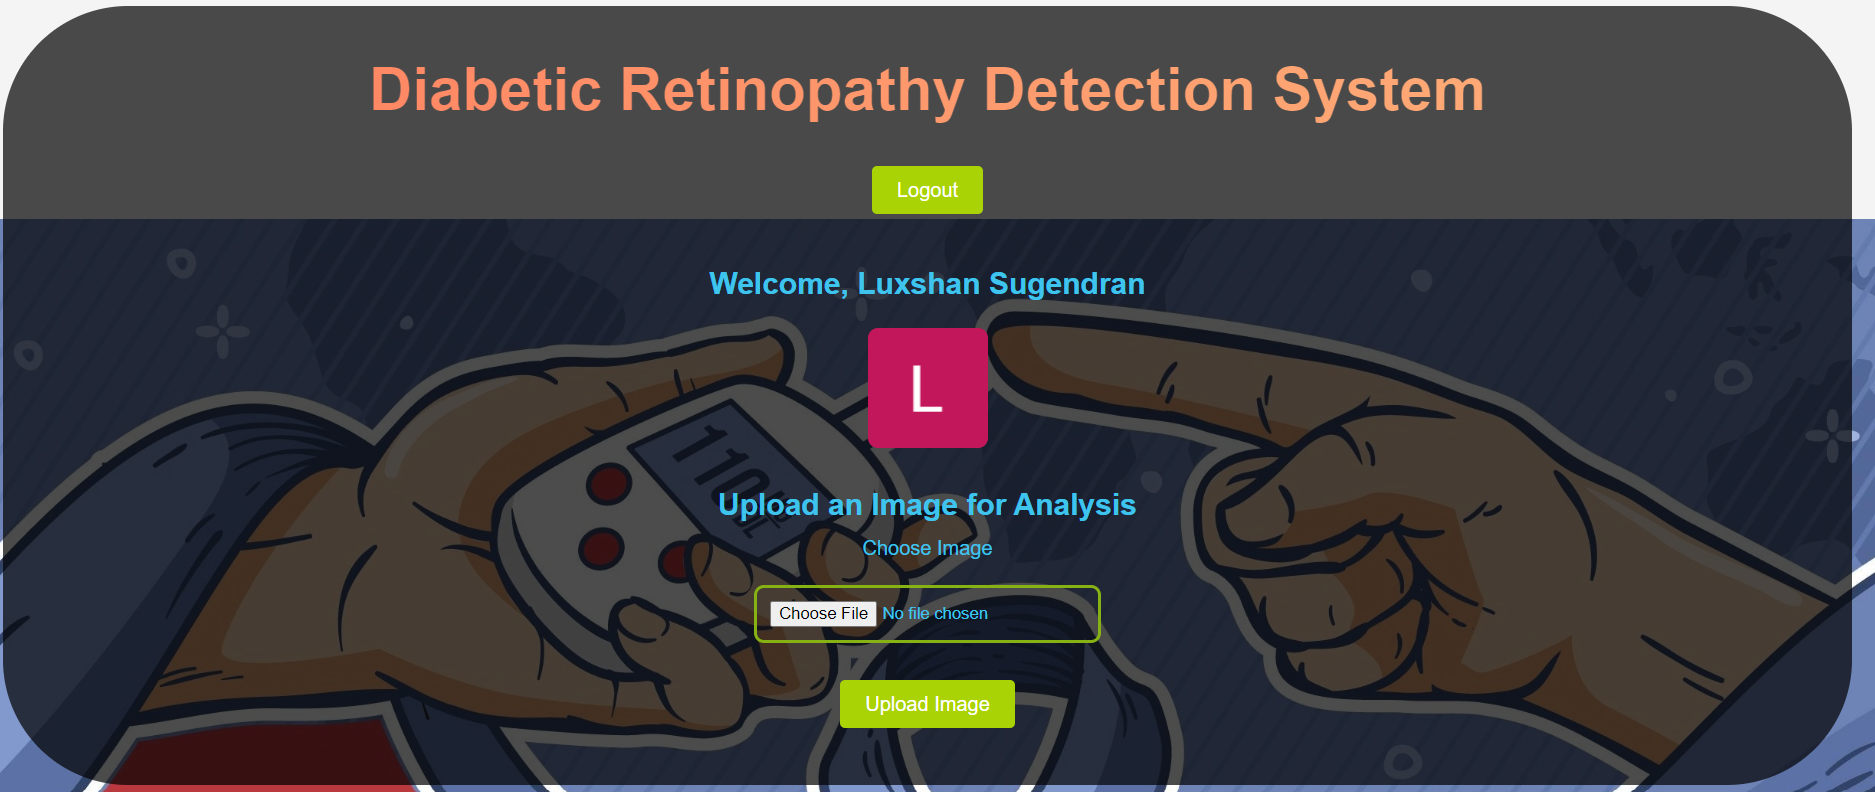 Diabetic Retinopathy Detection System
Logout
Welcome, Luxshan Sugendran
L
Upload an Image for Analysis
110
Choose Image
Choose File No file chosen
Upload Image